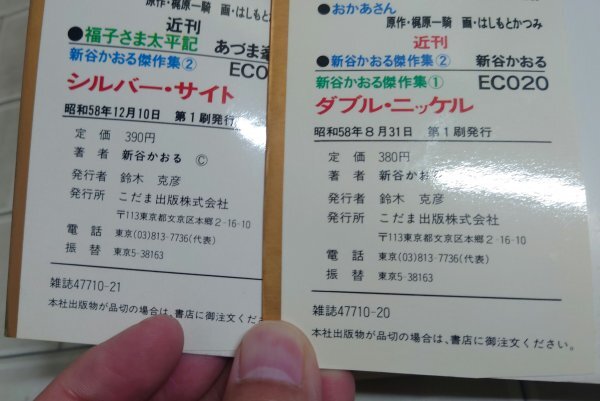 原作・梶原一騎 画・はしもと
近刊
●福子さま太平記 あづま
新谷かおる傑作集② EC0
シルバー・サイト
昭和58年12月10日 第1刷発行
定価 390円
著者 新谷かおる ©
発行者 鈴木 克彦
発行所 こだま出版株式会社
〒113東京都文京区本郷2-16-10
電話 東京(03)813-7736(代表)
振替 東京5-38163
雑誌47710-21
本社出版物が品切の場合は、書店に御注文くださ
●おかあさん
原作・梶原一騎 画・はしもとかつみ
近刊
●新谷かおる傑作集② 新谷かおる
新谷かおる傑作集① EC020
ダブル・ニッケル
昭和58年8月31日 第1刷発行
定価 380円
著者 新谷かおる
発行者 鈴木 克彦
発行所 こだま出版株式会社
〒113東京都文京区本郷2-16-10
電話 東京(03)813-7736(代表)
振替 東京5-38163
雑誌47710-20
本社出版物が品切の場合は、書店に御注文ください。